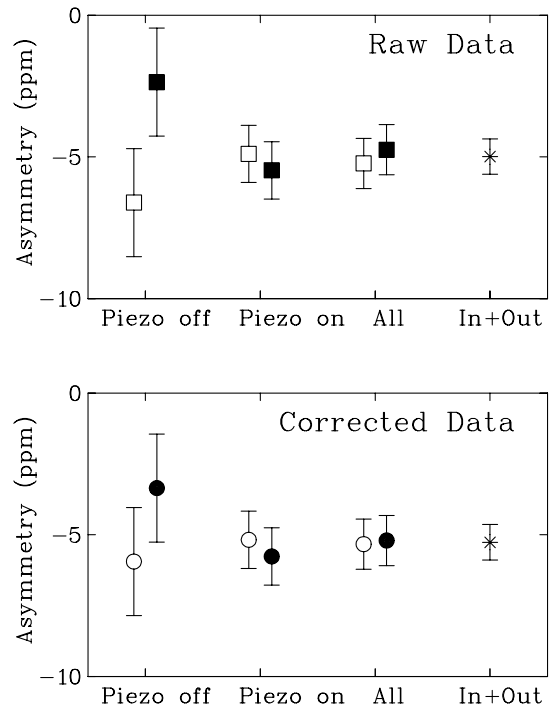 0
Raw Data
Asymmetry (ppm)
−5
−10
Piezo off Piezo on All In+Out
0
Corrected Data
Asymmetry (ppm)
−5
−10
Piezo off Piezo on All In+Out